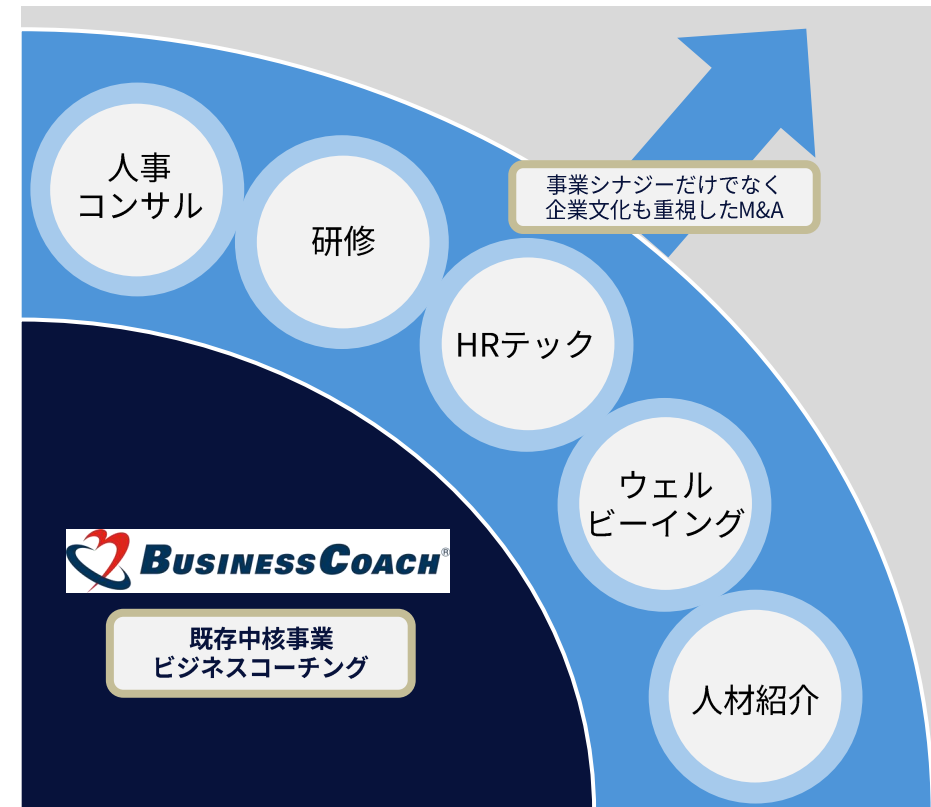 人事
コンサル
研修
事業シナジーだけでなく
企業文化も重視したM&A
HRテック
ウェル
ビーイング
BUSINESSCOACH®
既存中核事業
ビジネスコーチング
人材紹介